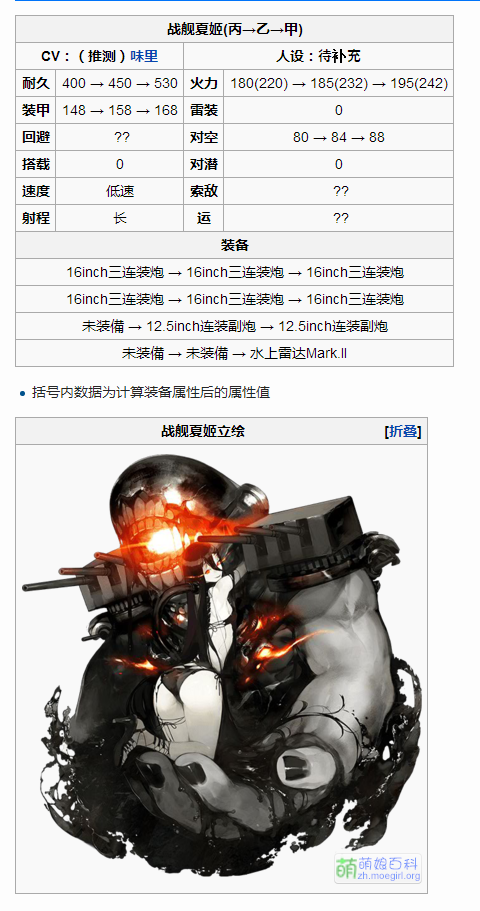 战舰夏姬(丙→乙→甲)
CV：（推测）味里 人设：待补充
耐久 400 → 450 → 530 火力 180(220) → 185(232) → 195(242)
装甲 148 → 158 → 168 雷装 0
回避 ?? 对空 80 → 84 → 88
搭载 0 对潜 0
速度 低速 索敌 ??
射程 长 运 ??
装备
16inch三连装炮 → 16inch三连装炮 → 16inch三连装炮
16inch三连装炮 → 16inch三连装炮 → 16inch三连装炮
未装備 → 12.5inch连装副炮 → 12.5inch连装副炮
未装備 → 未装備 → 水上雷达Mark.II
括号内数据为计算装备属性后的属性值
战舰夏姬立绘 [折叠]
萌 萌娘百科
zh.moegirl.org